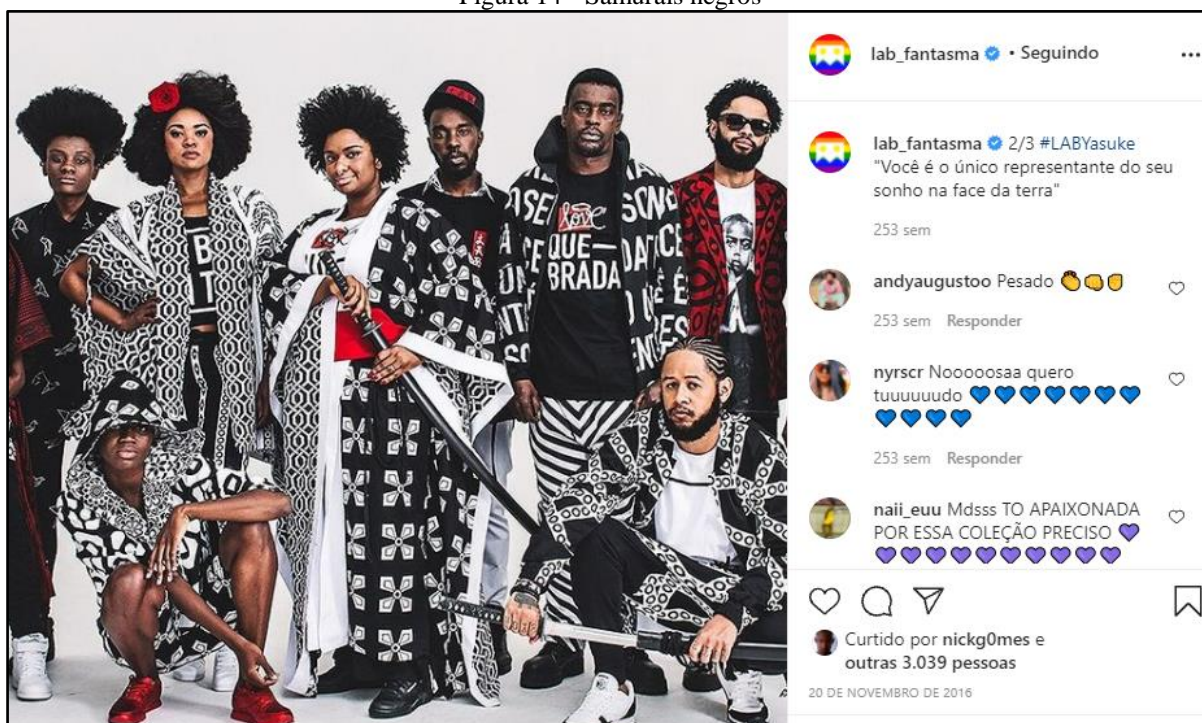 Figura 14 - Samurais negros
lab_fantasma • Seguindo
lab_fantasma 2/3 #LABYasuke
"Você é o único representante do seu
sonho na face da terra"
253 sem
andyaugustoo Pesado 👏👊✊
253 sem Responder
nyrscr Nooooosaa quero
tuuuuuudo 💙💙💙💙💙💙💙
💙💙💙💙
253 sem Responder
naii_euu Mdsss TO APAIXONADA
POR ESSA COLEÇÃO PRECISO 💜
💜💜💜💜💜💜💜💜💜💜
Curtido por nickg0mes e
outras 3.039 pessoas
20 DE NOVEMBRO DE 2016
love
QUE—
BRADA